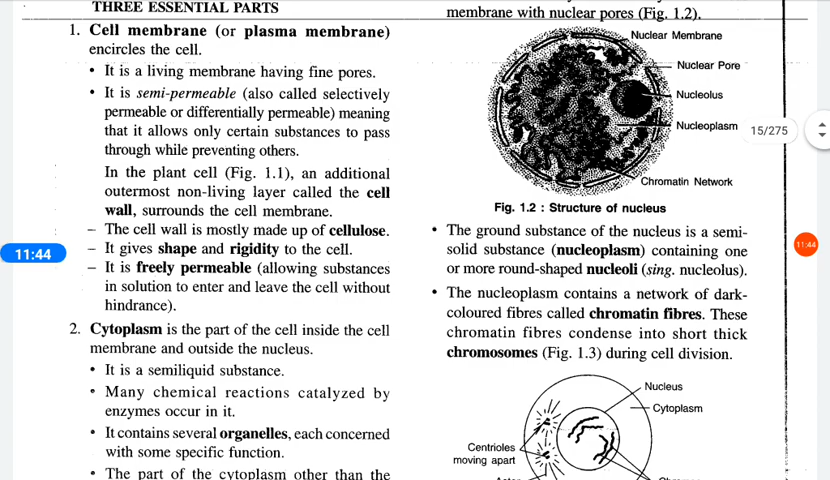 THREE ESSENTIAL PARTS
1. Cell membrane (or plasma membrane)
encircles the cell.
• It is a living membrane having fine pores.
• It is semi-permeable (also called selectively
permeable or differentially permeable) meaning
that it allows only certain substances to pass
through while preventing others.
In the plant cell (Fig. 1.1), an additional
outermost non-living layer called the cell
wall, surrounds the cell membrane.
– The cell wall is mostly made up of cellulose.
– It gives shape and rigidity to the cell.
– It is freely permeable (allowing substances
in solution to enter and leave the cell without
hindrance).
2. Cytoplasm is the part of the cell inside the cell
membrane and outside the nucleus.
• It is a semiliquid substance.
• Many chemical reactions catalyzed by
enzymes occur in it.
• It contains several organelles, each concerned
with some specific function.
• The part of the cytoplasm other than the
11:44
membrane with nuclear pores (Fig. 1.2).
Nuclear Membrane
Nuclear Pore
Nucleolus
Nucleoplasm
Chromatin Network
Fig. 1.2 : Structure of nucleus
• The ground substance of the nucleus is a semi-
solid substance (nucleoplasm) containing one
or more round-shaped nucleoli (sing. nucleolus).
• The nucleoplasm contains a network of dark-
coloured fibres called chromatin fibres. These
chromatin fibres condense into short thick
chromosomes (Fig. 1.3) during cell division.
Nucleus
Cytoplasm
Centrioles
moving apart
15/275
11:44